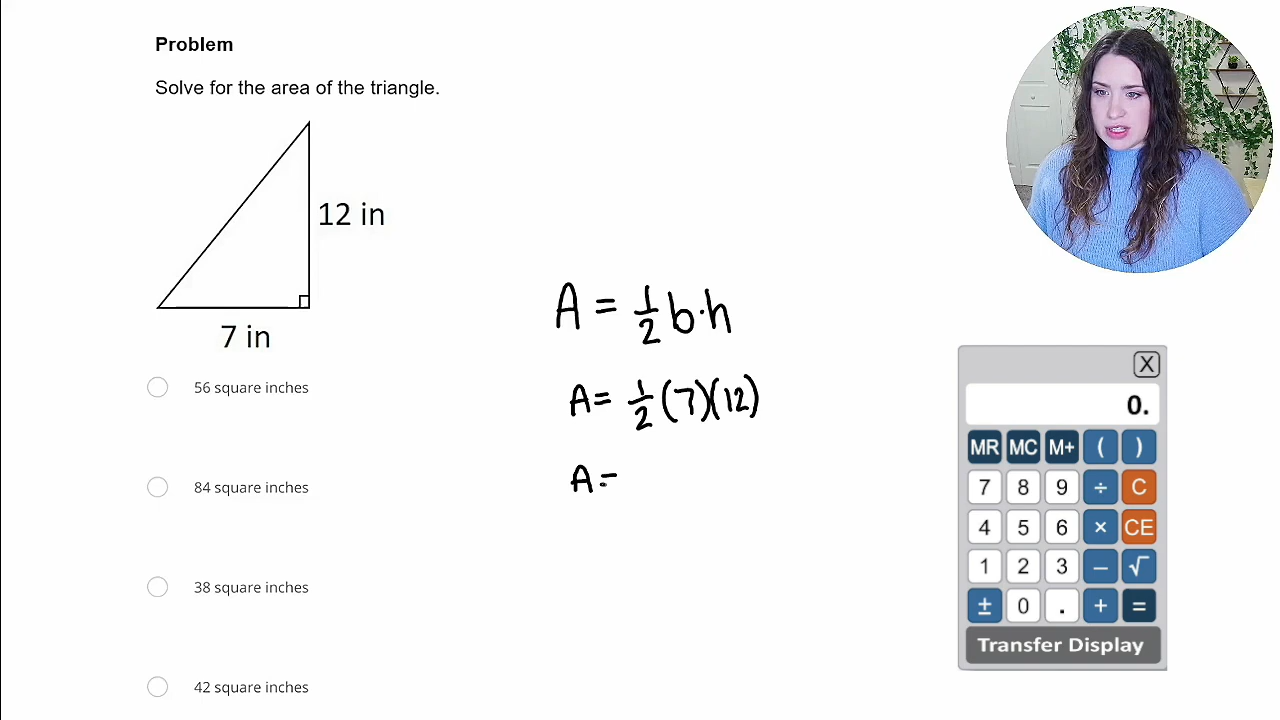 Problem
Solve for the area of the triangle.
12 in
7 in
56 square inches
84 square inches
38 square inches
42 square inches
A = 1/2 b·h
A = 1/2 (7)(12)
A =
X
0.
MR MC M+ ( )
7 8 9 ÷ C
4 5 6 × CE
1 2 3 – √
± 0 . + =
Transfer Display